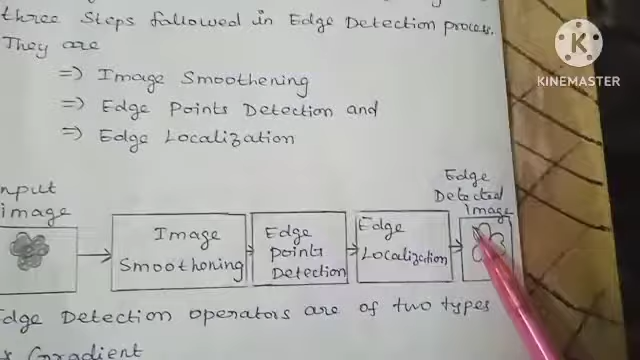 three Steps followed in Edge Detection process.
They are
=> Image Smoothening
=> Edge Points Detection and
=> Edge Localization
Input
image
Image
Smoothening
Edge
points
Detection
Edge
Localization
Edge
Detected
image
Edge Detection operators are of two types
Gradient
K
KINEMASTER